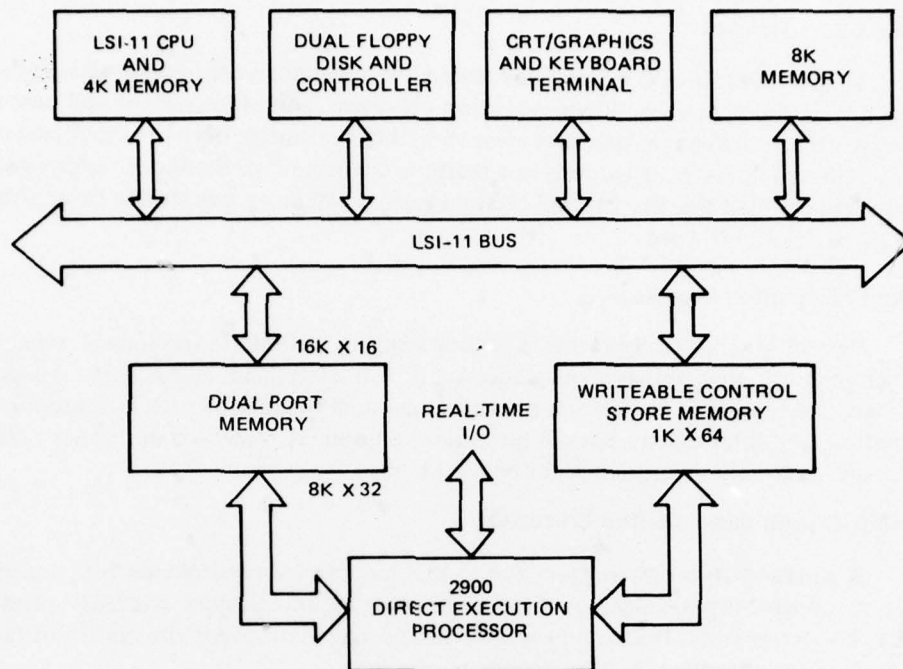 LSI-11 CPU
AND
4K MEMORY
DUAL FLOPPY
DISK AND
CONTROLLER
CRT/GRAPHICS
AND KEYBOARD
TERMINAL
8K
MEMORY
LSI-11 BUS
16K X 16
DUAL PORT
MEMORY
8K X 32
REAL-TIME
I/O
WRITEABLE CONTROL
STORE MEMORY
1K X 64
2900
DIRECT EXECUTION
PROCESSOR